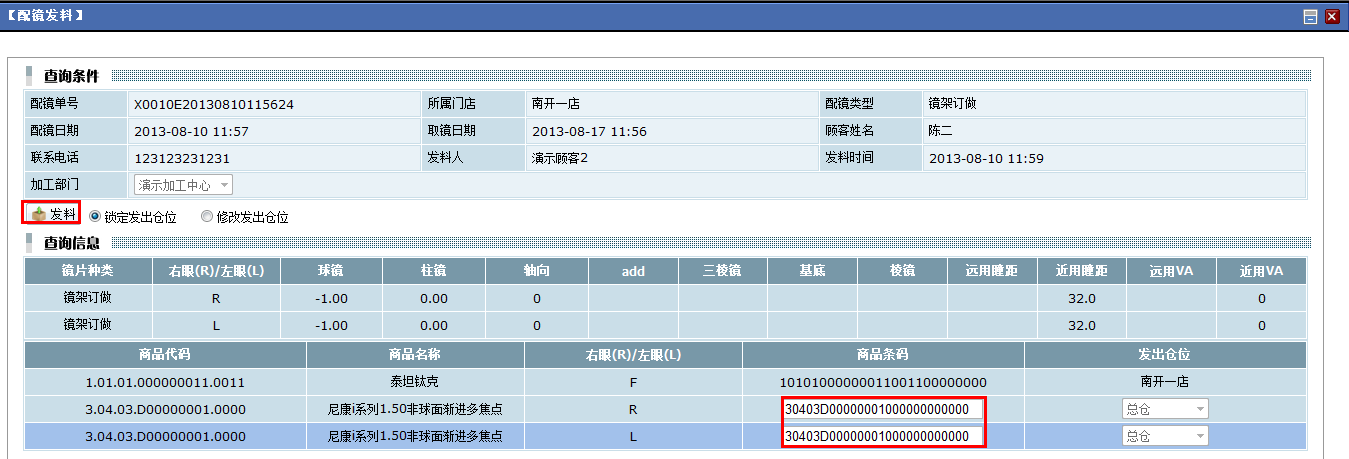 【配镜发料】
查询条件
配镜单号 X0010E20130810115624 所属门店 南开一店 配镜类型 镜架订做
配镜日期 2013-08-10 11:57 取镜日期 2013-08-17 11:56 顾客姓名 陈二
联系电话 123123231231 发料人 演示顾客2 发料时间 2013-08-10 11:59
加工部门 演示加工中心
发料 锁定发出仓位 修改发出仓位
查询信息
镜片种类 右眼(R)/左眼(L) 球镜 柱镜 轴向 add 三棱镜 基底 棱镜 远用瞳距 近用瞳距 远用VA 近用VA
镜架订做 R -1.00 0.00 0 32.0 0
镜架订做 L -1.00 0.00 0 32.0 0
商品代码 商品名称 右眼(R)/左眼(L) 商品条码 发出仓位
1.01.01.000000011.0011 泰坦钛克 F 10101000000011001100000000 南开一店
3.04.03.D00000001.0000 尼康i系列1.50非球面渐进多焦点 R 30403D00000001000000000000 总仓
3.04.03.D00000001.0000 尼康i系列1.50非球面渐进多焦点 L 30403D00000001000000000000 总仓